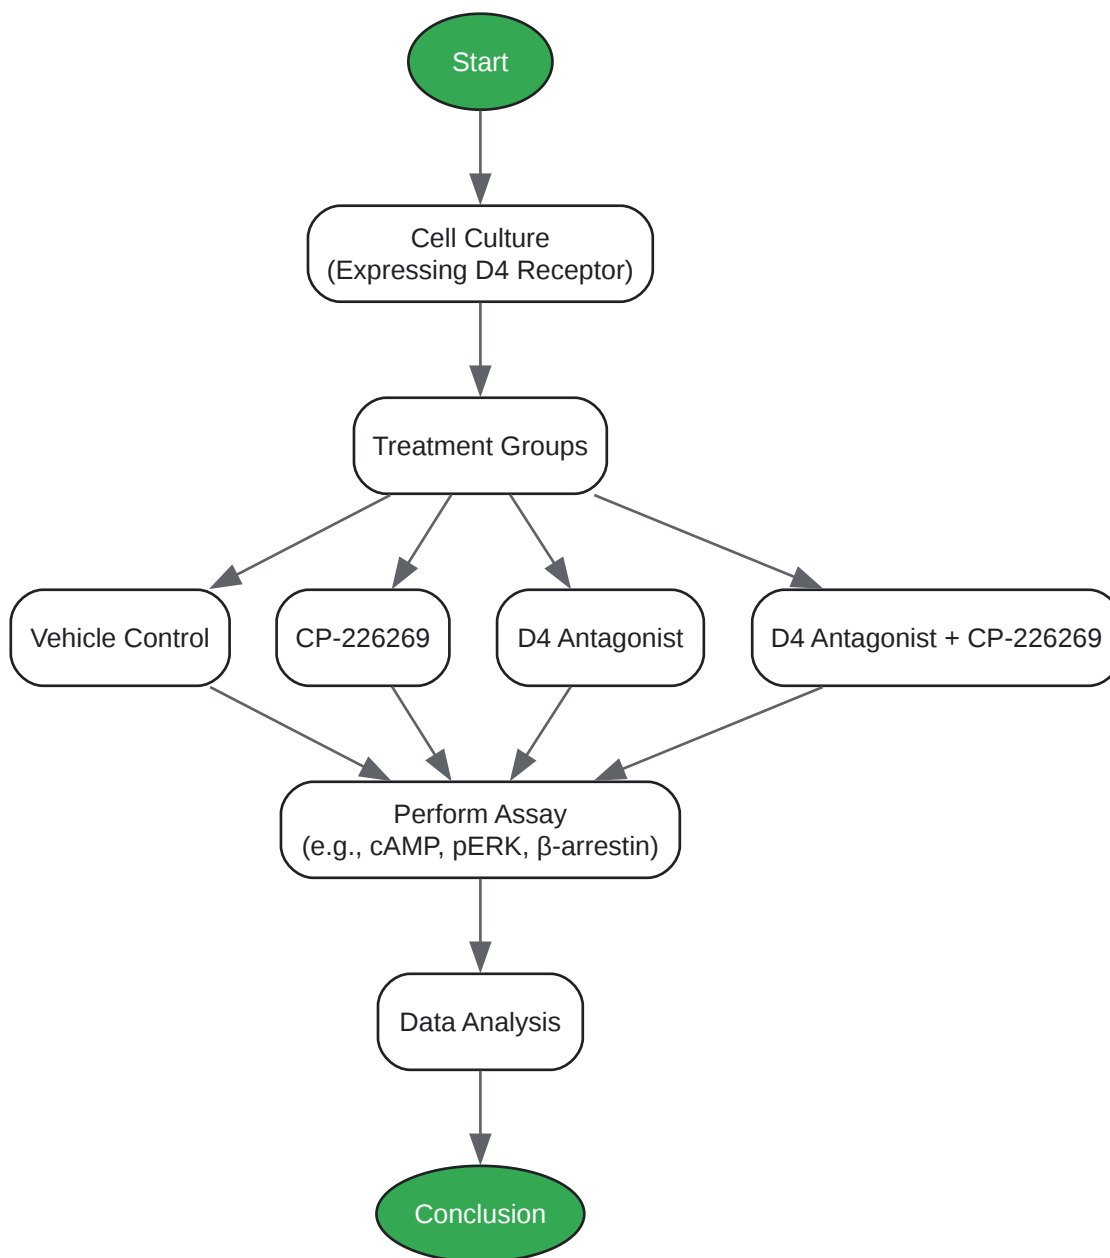 Start
Cell Culture
(Expressing D4 Receptor)
Treatment Groups
Vehicle Control
CP-226269
D4 Antagonist
D4 Antagonist + CP-226269
Perform Assay
(e.g., cAMP, pERK, β-arrestin)
Data Analysis
Conclusion